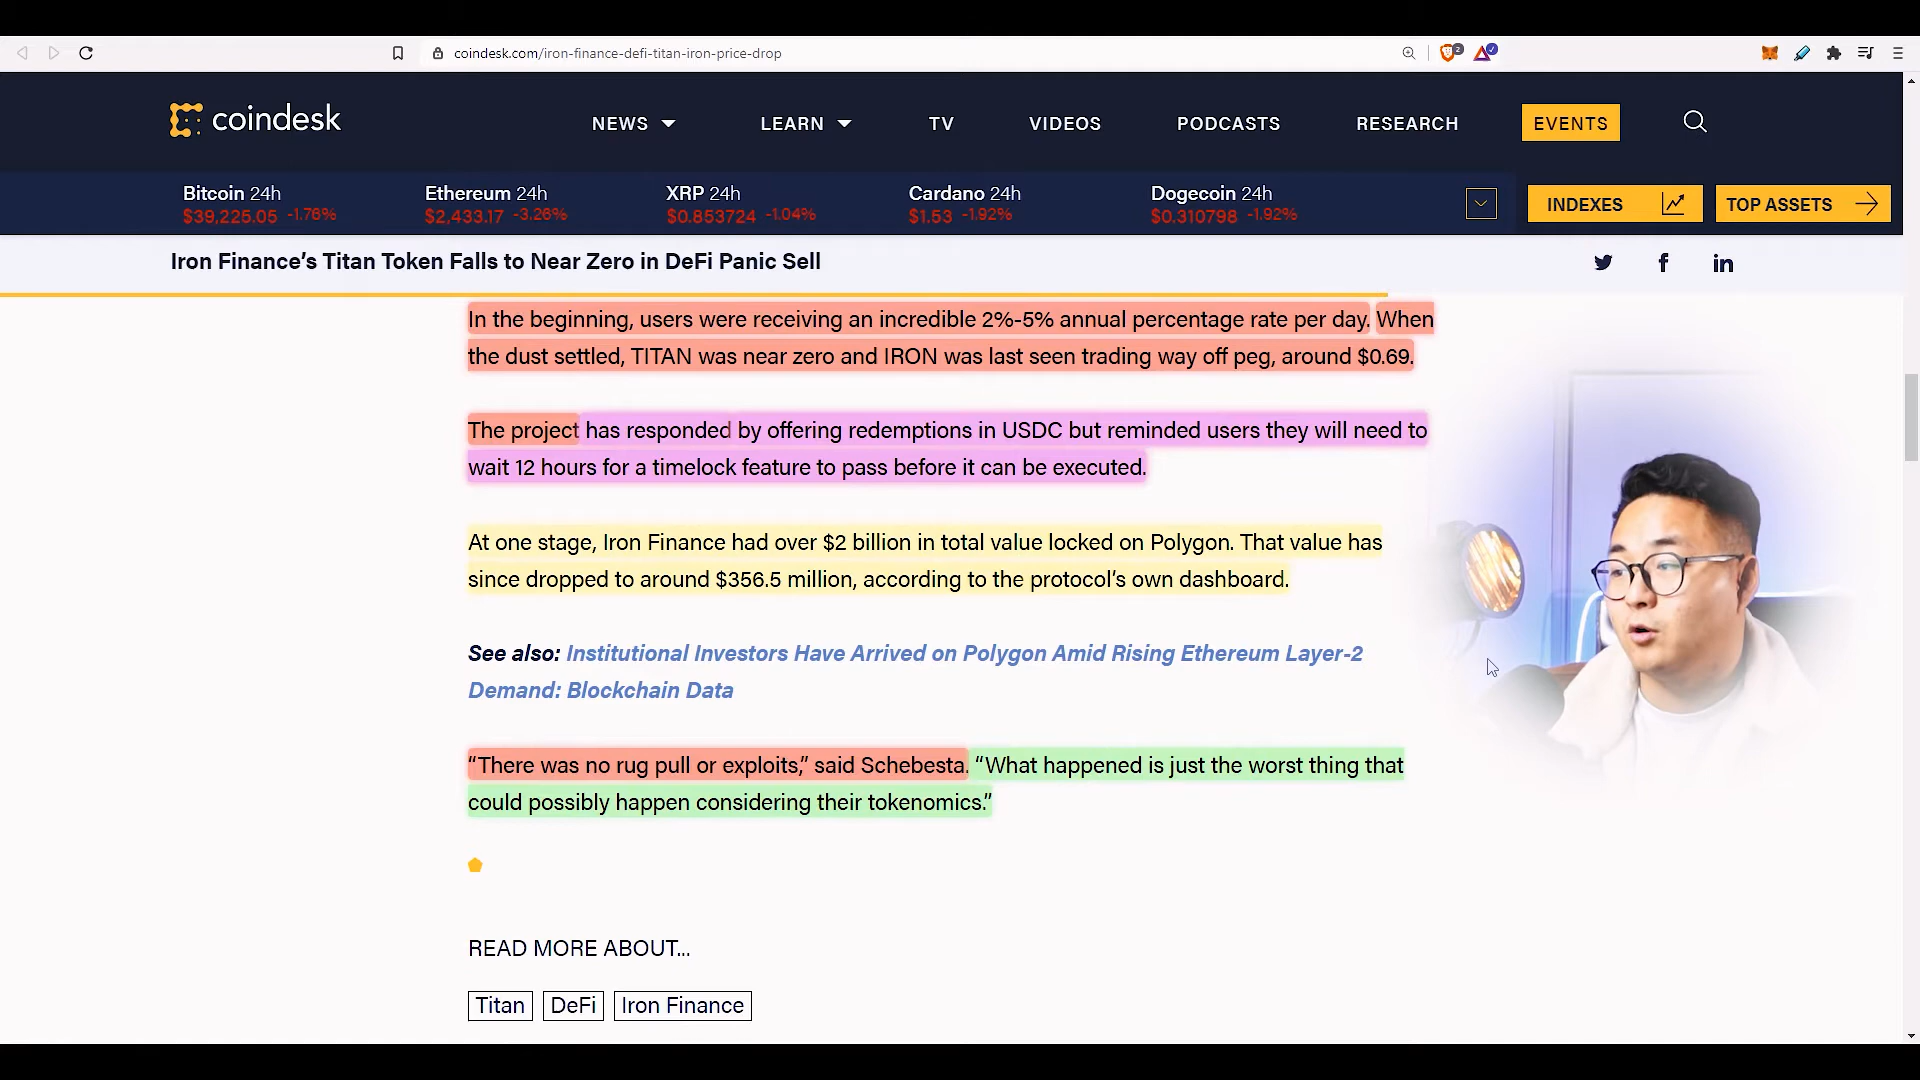 coindesk.com/iron-finance-defi-titan-iron-price-drop
2
coindesk
NEWS
LEARN
TV
VIDEOS
PODCASTS
RESEARCH
EVENTS
Bitcoin 24h
$39,225.05 -1.76%
Ethereum 24h
$2,433.17 -3.26%
XRP 24h
$0.853724 -1.04%
Cardano 24h
$1.53 -1.92%
Dogecoin 24h
$0.310798 -1.92%
INDEXES
TOP ASSETS
Iron Finance’s Titan Token Falls to Near Zero in DeFi Panic Sell
In the beginning, users were receiving an incredible 2%-5% annual percentage rate per day. When
the dust settled, TITAN was near zero and IRON was last seen trading way off peg, around $0.69.
The project has responded by offering redemptions in USDC but reminded users they will need to
wait 12 hours for a timelock feature to pass before it can be executed.
At one stage, Iron Finance had over $2 billion in total value locked on Polygon. That value has
since dropped to around $356.5 million, according to the protocol’s own dashboard.
See also: Institutional Investors Have Arrived on Polygon Amid Rising Ethereum Layer-2
Demand: Blockchain Data
“There was no rug pull or exploits,” said Schebesta. “What happened is just the worst thing that
could possibly happen considering their tokenomics.”
READ MORE ABOUT...
Titan
DeFi
Iron Finance